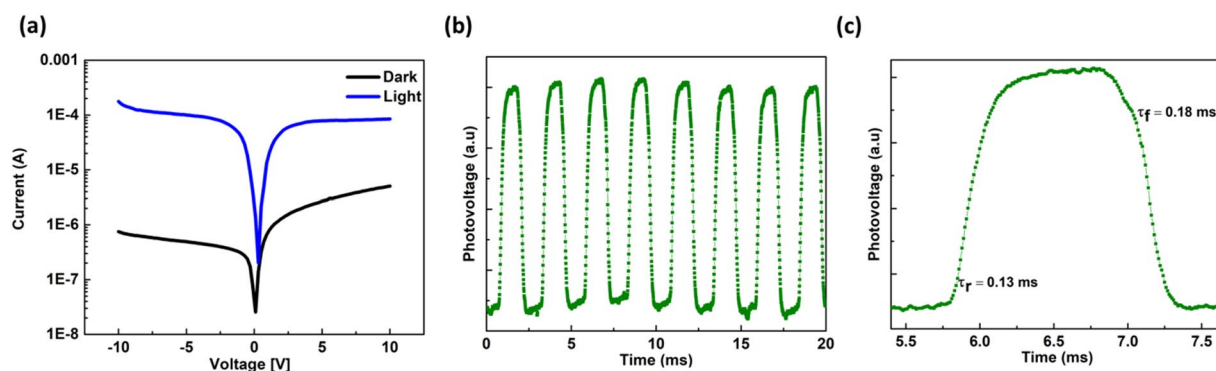 (a)
0.001
1E-4
1E-5
1E-6
1E-7
1E-8
Current (A)
Dark
Light
-10
-5
0
5
10
Voltage [V]
(b)
Photovoltage (a.u)
0
5
10
15
20
Time (ms)
(c)
Photovoltage (a.u)
τf = 0.18 ms
τr = 0.13 ms
5.5
6.0
6.5
7.0
7.5
Time (ms)